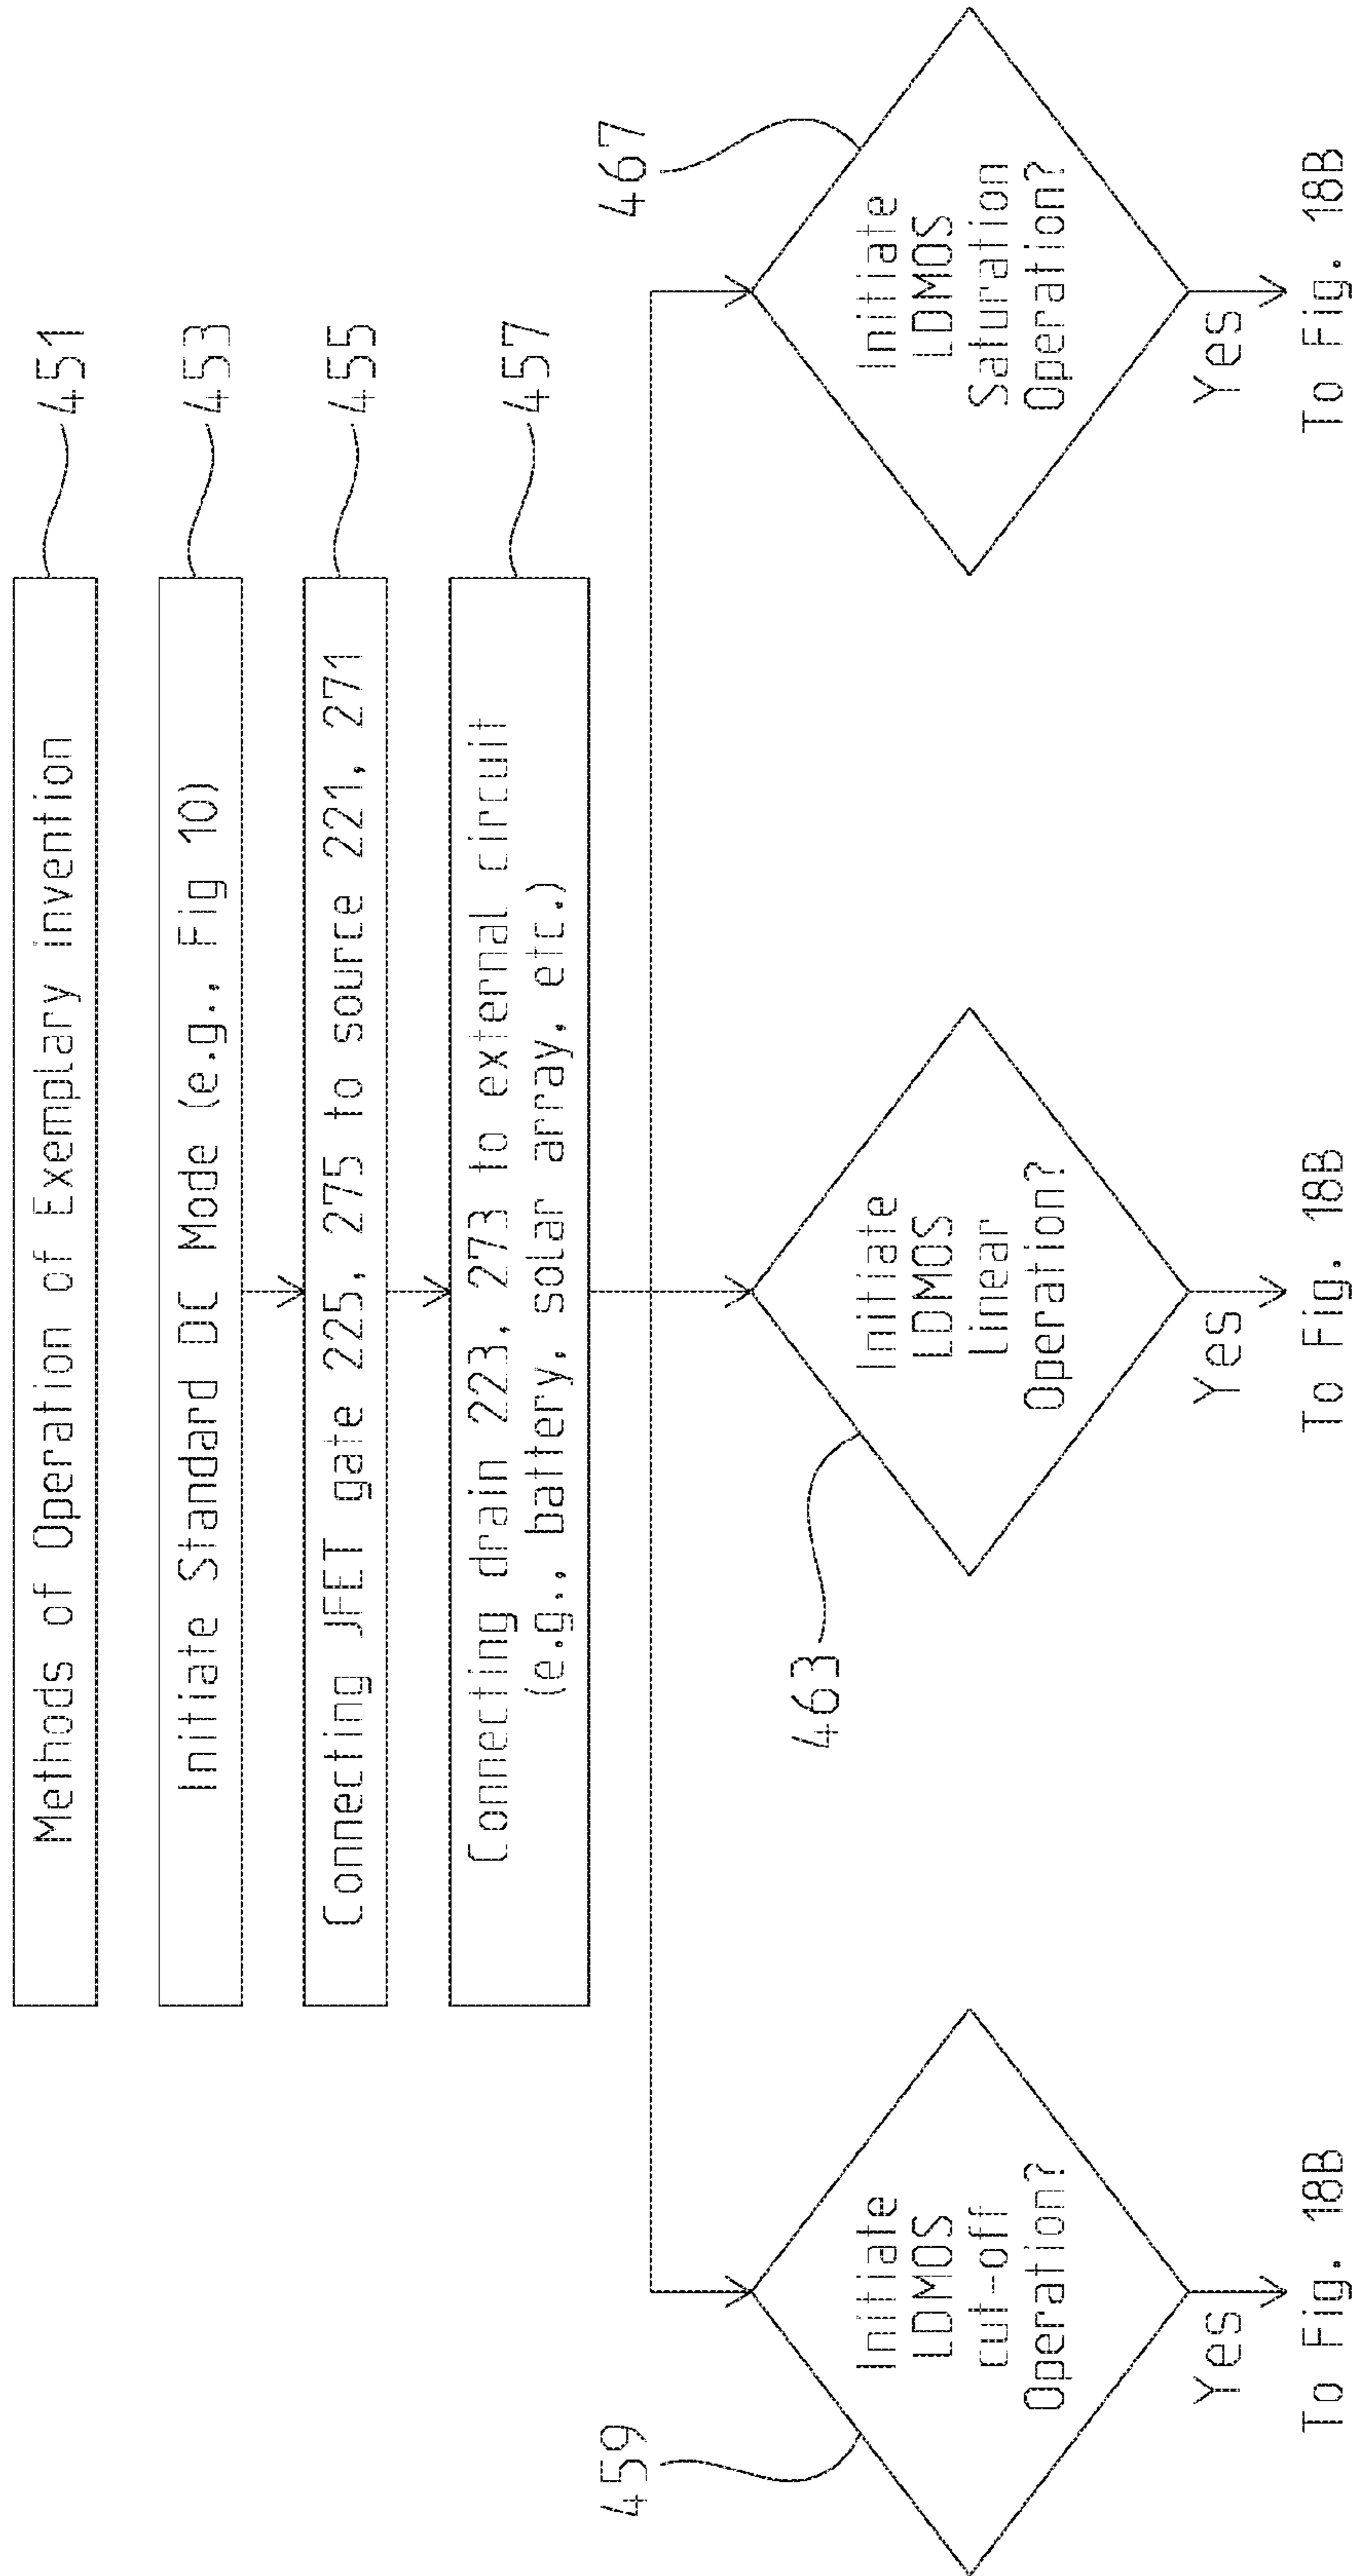 Methods of Operation of Exemplary invention
451
Initiate Standard DC Mode (e.g., Fig 10)
453
Connecting JFET gate 225, 275 to source 221, 271
455
Connecting drain 223, 273 to external circuit
(e.g., battery, solar array, etc.)
457
459
Initiate
LDMOS
cut-off
Operation?
Yes
To Fig. 18B
463
Initiate
LDMOS
Linear
Operation?
Yes
To Fig. 18B
467
Initiate
LDMOS
Saturation
Operation?
Yes
To Fig. 18B